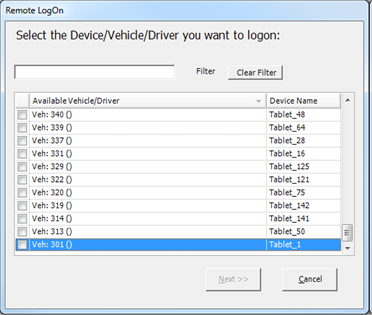 Remote LogOn
Select the Device/Vehicle/Driver you want to logon:
Filter Clear Filter
Available Vehicle/Driver Device Name
Veh: 340 () Tablet_48
Veh: 339 () Tablet_64
Veh: 337 () Tablet_28
Veh: 331 () Tablet_16
Veh: 329 () Tablet_125
Veh: 322 () Tablet_121
Veh: 320 () Tablet_75
Veh: 319 () Tablet_142
Veh: 314 () Tablet_141
Veh: 313 () Tablet_50
Veh: 301 () Tablet_1
Next >> Cancel